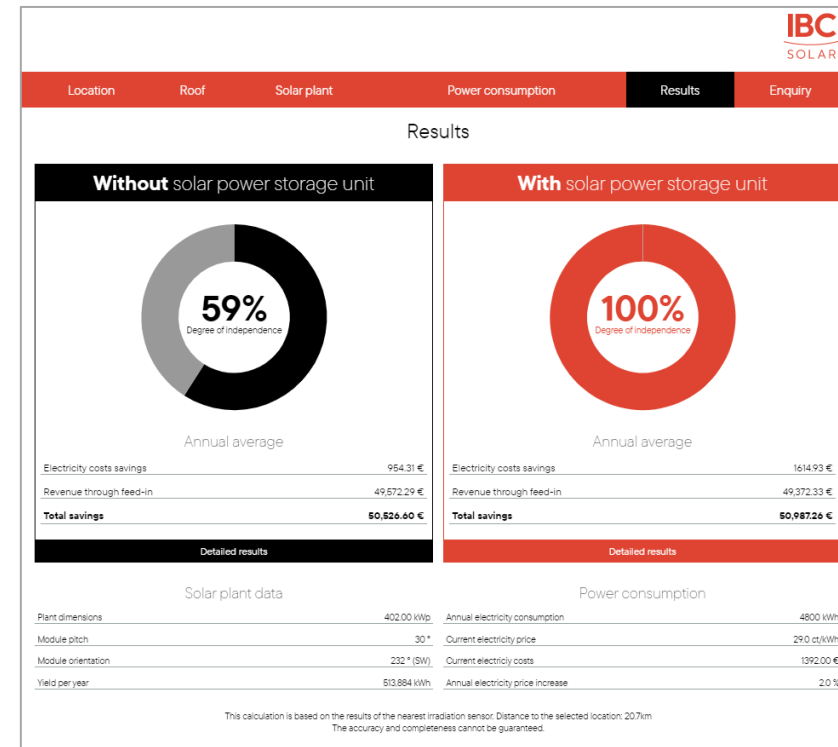 IBC
SOLAR
Location Roof Solar plant Power consumption Results Enquiry
Results
Without solar power storage unit
59%
Degree of independence
Annual average
Electricity costs savings 954.31 €
Revenue through feed-in 49,572.29 €
Total savings 50,526.60 €
Detailed results
With solar power storage unit
100%
Degree of independence
Annual average
Electricity costs savings 1614.93 €
Revenue through feed-in 49,372.33 €
Total savings 50,987.26 €
Detailed results
Solar plant data
Plant dimensions 402.00 kWp
Module pitch 30 °
Module orientation 232 ° (SW)
Yield per year 513,884 kWh
Power consumption
Annual electricity consumption 4800 kWh
Current electricity price 29.0 ct/kWh
Current electriciy costs 1392.00 €
Annual electricity price increase 2.0 %
This calculation is based on the results of the nearest irradiation sensor. Distance to the selected location: 20.7km
The accuracy and completeness cannot be guaranteed.